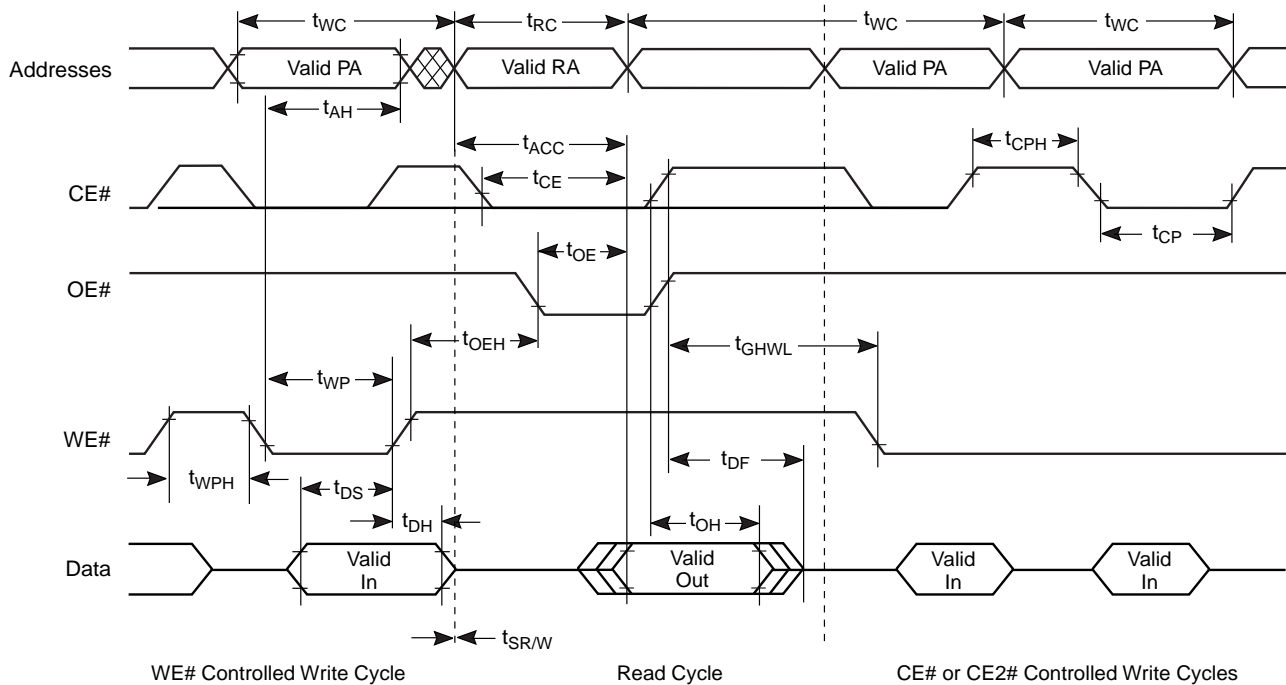 tWC tRC tWC tWC
Addresses Valid PA Valid RA Valid PA Valid PA
tAH
tACC tCPH
CE# tCE
tCP
tOE
OE#
tOEH tGHWL
tWP
WE#
tWPH tDS tDF
tDH tOH
Data Valid In Valid Out Valid In Valid In
tSR/W
WE# Controlled Write Cycle Read Cycle CE# or CE2# Controlled Write Cycles